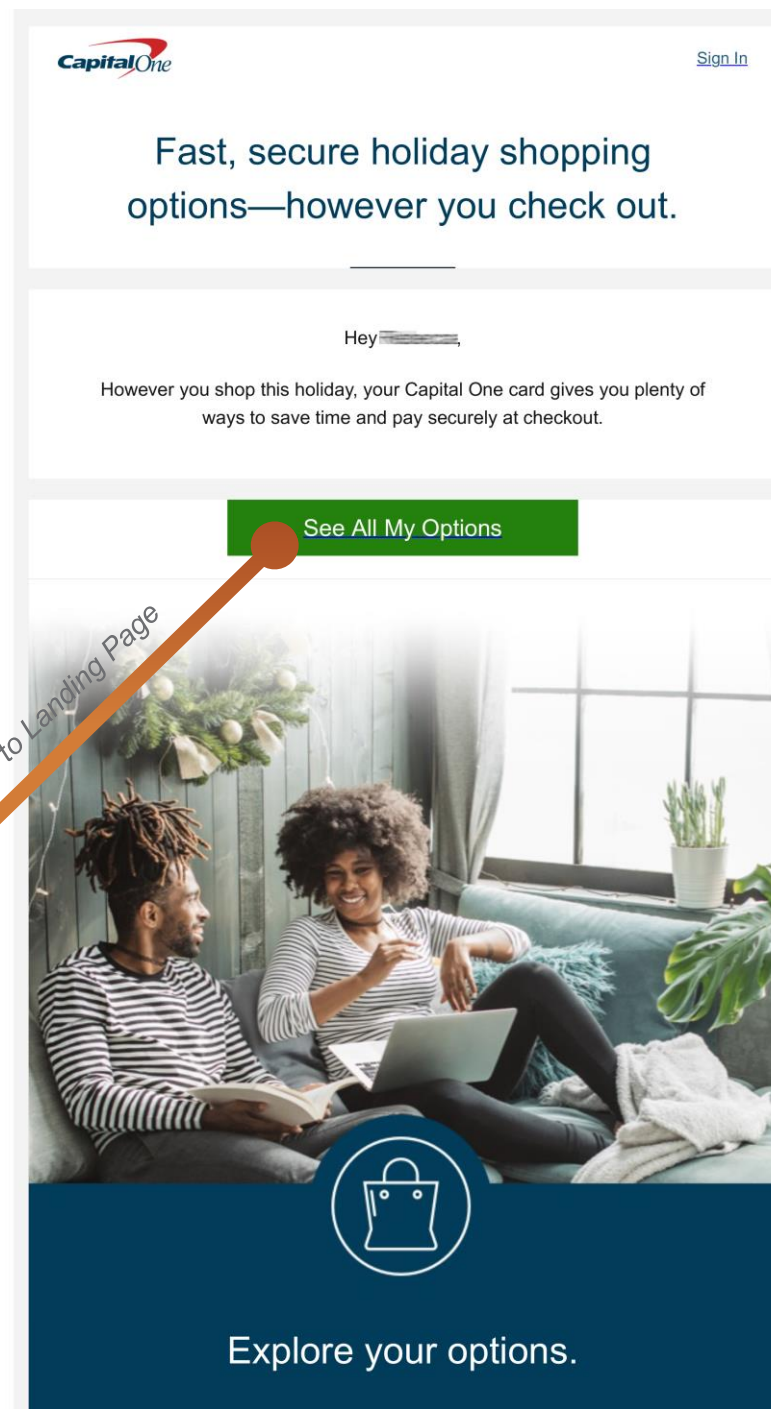 CapitalOne
Sign In
Fast, secure holiday shopping
options—however you check out.
Hey ,
However you shop this holiday, your Capital One card gives you plenty of
ways to save time and pay securely at checkout.
See All My Options
to Landing Page
Explore your options.